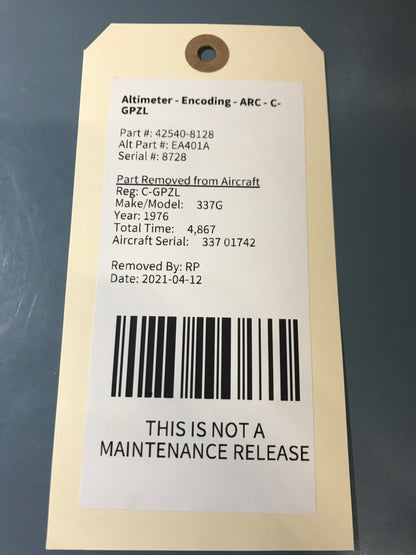 Altimeter - Encoding - ARC - C-
GPZL
Part #: 42540-8128
Alt Part #: EA401A
Serial #: 8728
Part Removed from Aircraft
Reg: C-GPZL
Make/Model: 337G
Year: 1976
Total Time: 4,867
Aircraft Serial: 337 01742
Removed By: RP
Date: 2021-04-12
THIS IS NOT A
MAINTENANCE RELEASE